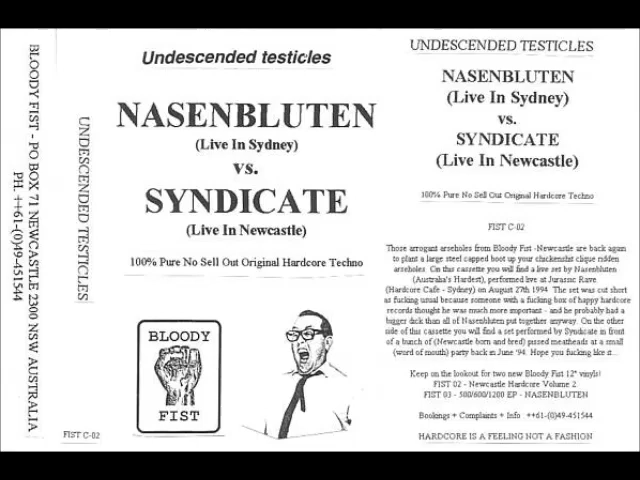 BLOODY FIST - PO BOX 71 NEWCASTLE 2300 NSW AUSTRALIA
PH. ++61-(0)49-451544
UNDESCENDED TESTICLES
FIST C-02
Undescended testicles
NASENBLUTEN
(Live In Sydney)
vs.
SYNDICATE
(Live In Newcastle)
100% Pure No Sell Out Original Hardcore Techno
BLOODY
FIST
UNDESCENDED TESTICLES
NASENBLUTEN
(Live In Sydney)
vs.
SYNDICATE
(Live In Newcastle)
100% Pure No Sell Out Original Hardcore Techno
FIST C-02
Those arrogant arseholes from Bloody Fist -Newcastle are back again
to plant a large steel capped boot up your chickenshit clique ridden
arseholes. On this cassette you will find a live set by Nasenbluten
(Australia's Hardest), performed live at Jurassic Rave
(Hardcore Cafe - Sydney) on August 27th 1994. The set was cut short
as fucking usual because someone with a fucking box of happy hardcore
records thought he was much more important - and he probably had a
bigger dick than all of Nasenbluten put together anyway. On the other
side of this cassette you will find a set performed by Syndicate in front
of a bunch of (Newcastle born and feed) pissed meatheads at a small
(word of mouth) party back in June '94. Hope you fucking like it...
Keep on the lookout for two new Bloody Fist 12" vinyls!
FIST 02 - Newcastle Hardcore Volume 2
FIST 03 - 500/600/1200 EP - NASENBLUTEN
Bookings + Complaints + Info ++61-(0)49-451544
HARDCORE IS A FEELING NOT A FASHION